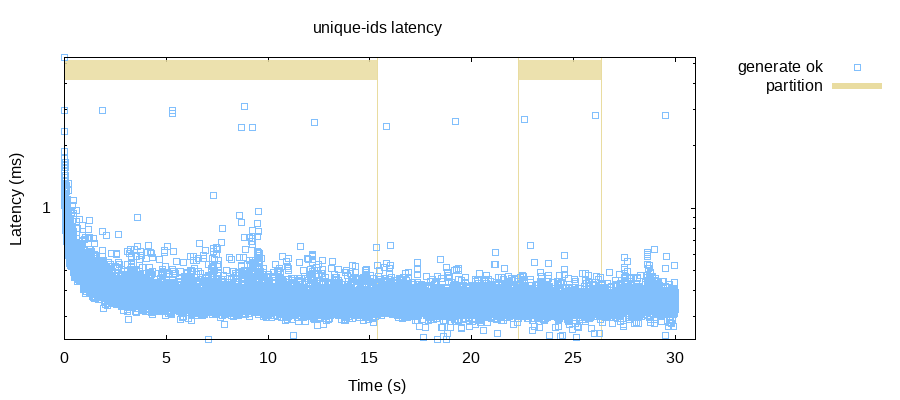 unique-ids latency
generate ok
partition
Latency (ms)
1
0 5 10 15 20 25 30
Time (s)